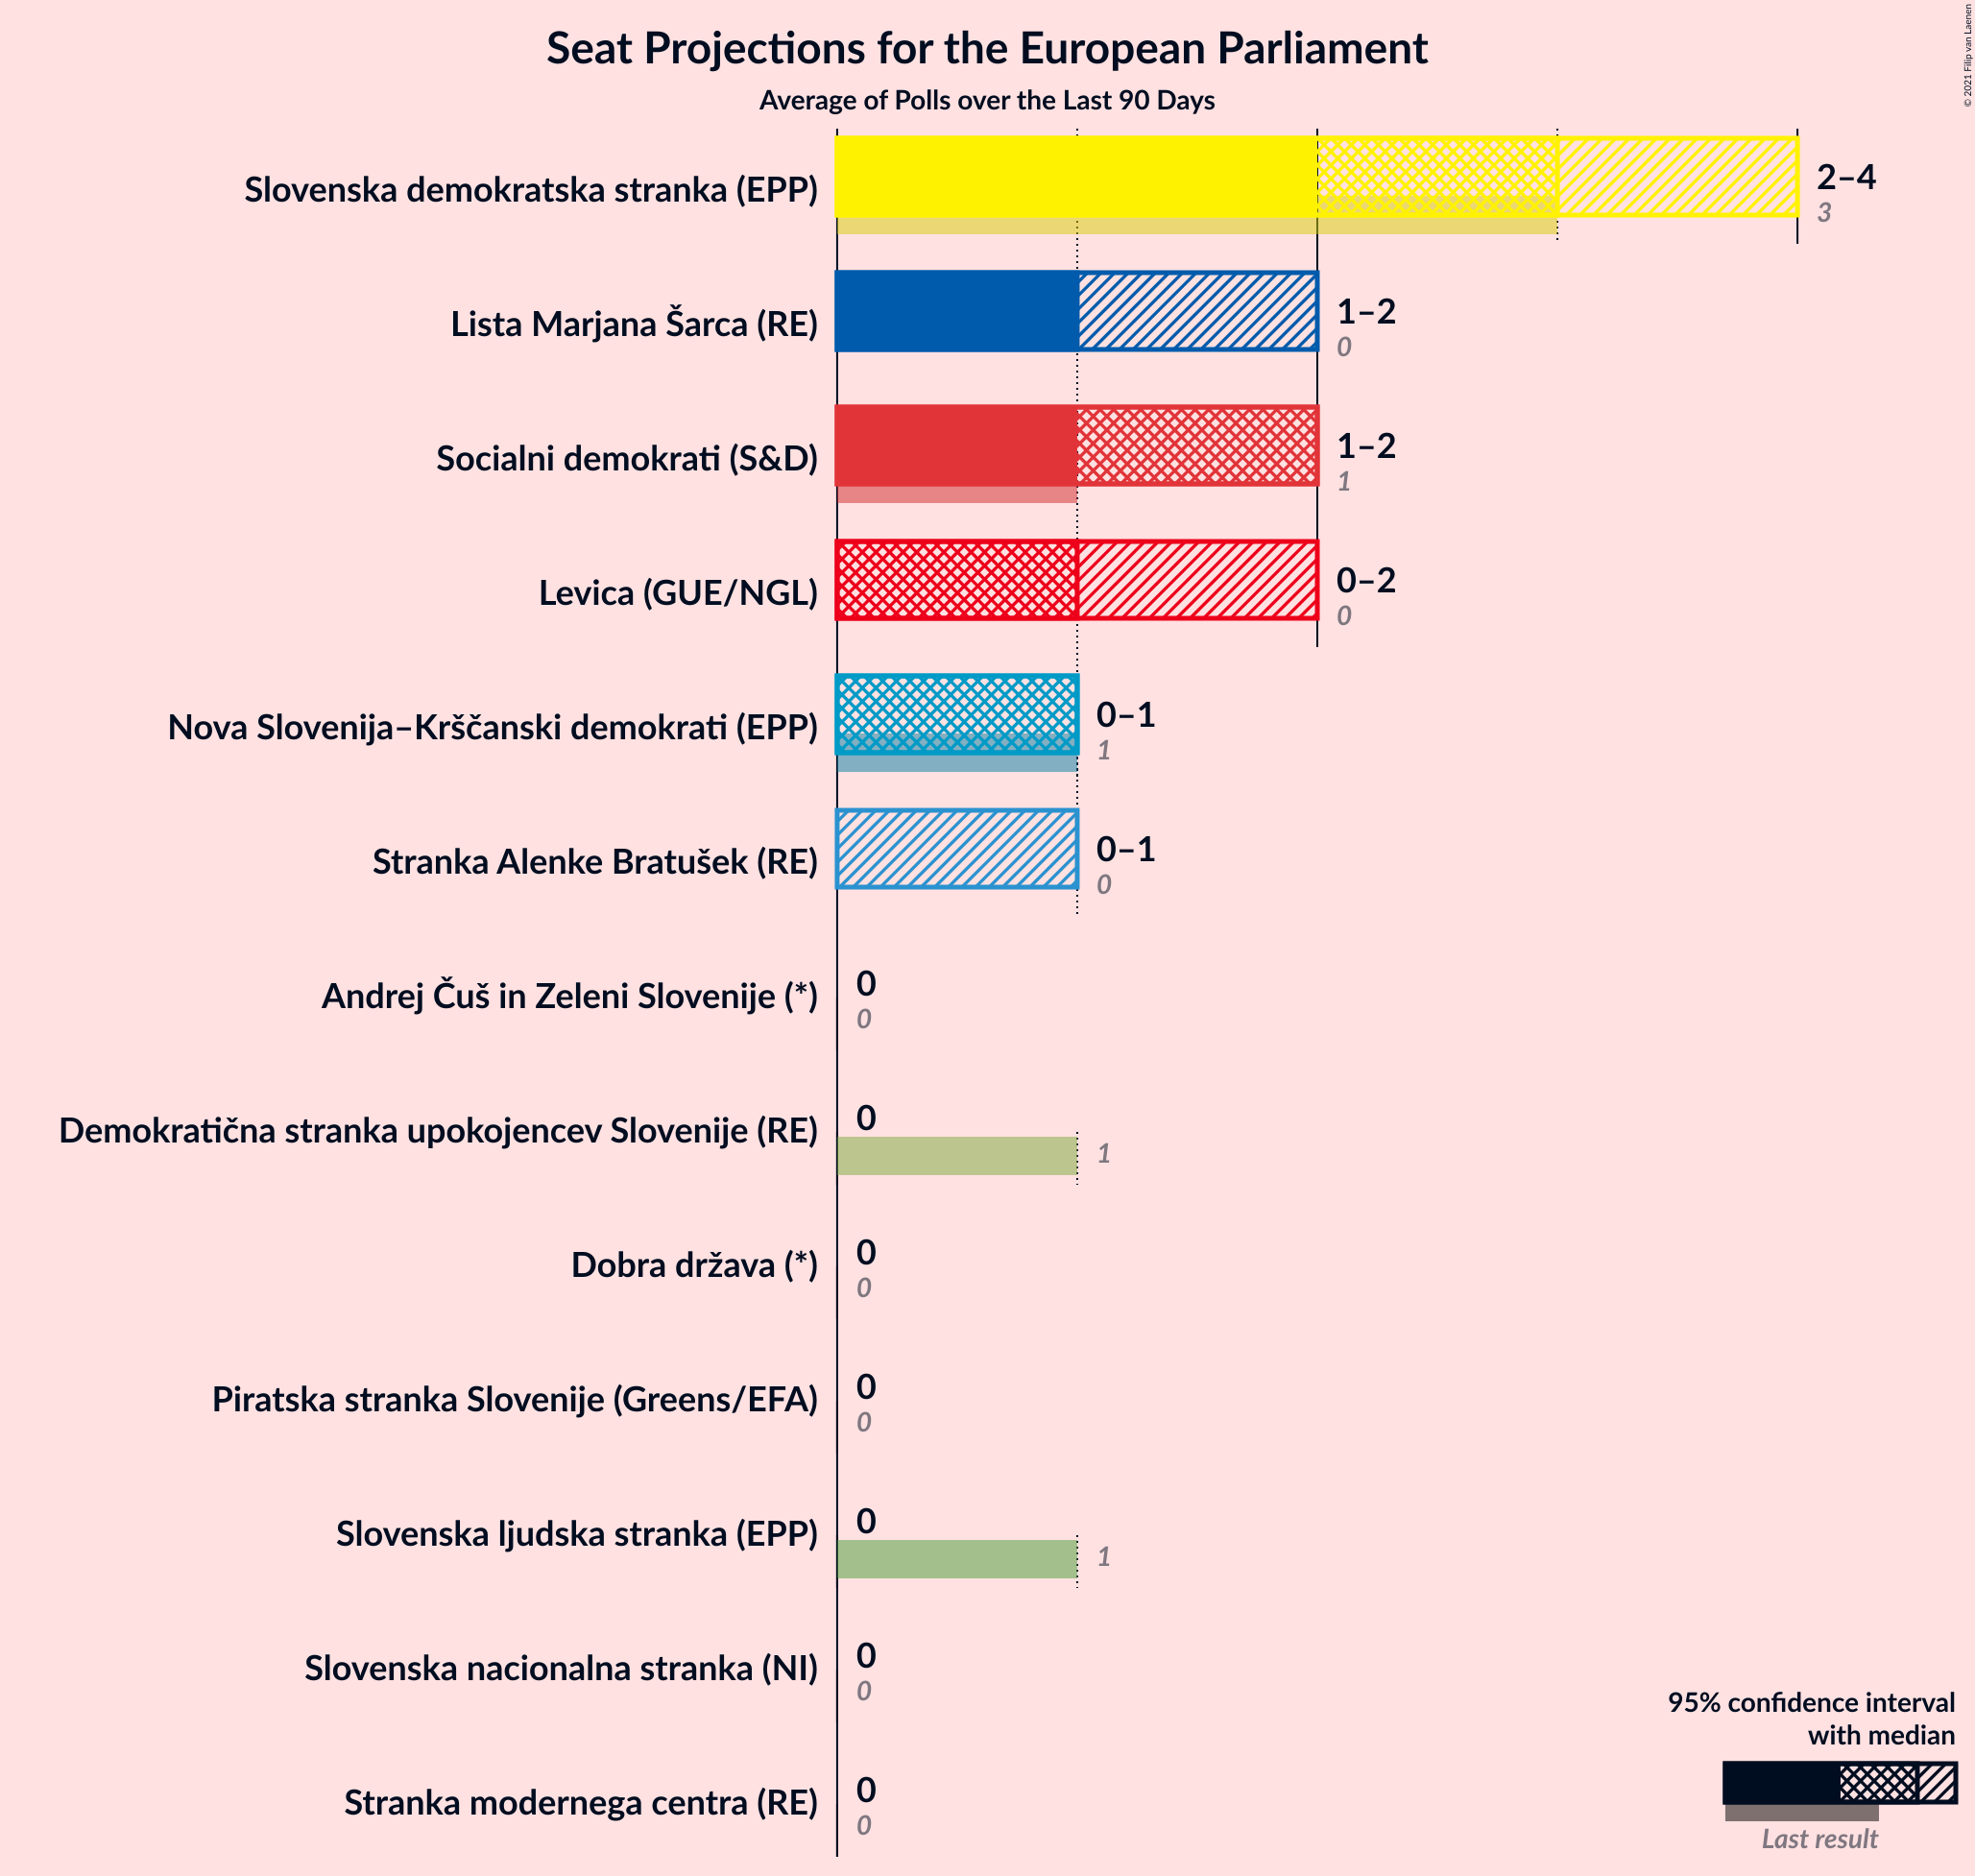 Seat Projections for the European Parliament
Average of Polls over the Last 90 Days
© 2021 Filip van Laenen
Slovenska demokratska stranka (EPP)
2–4
3
Lista Marjana Šarca (RE)
1–2
0
Socialni demokrati (S&D)
1–2
1
Levica (GUE/NGL)
0–2
0
Nova Slovenija–Krščanski demokrati (EPP)
0–1
1
Stranka Alenke Bratušek (RE)
0–1
0
Andrej Čuš in Zeleni Slovenije (*)
0
0
Demokratična stranka upokojencev Slovenije (RE)
0
1
Dobra država (*)
0
0
Piratska stranka Slovenije (Greens/EFA)
0
0
Slovenska ljudska stranka (EPP)
0
1
Slovenska nacionalna stranka (NI)
0
0
Stranka modernega centra (RE)
0
0
95% confidence interval
with median
Last result